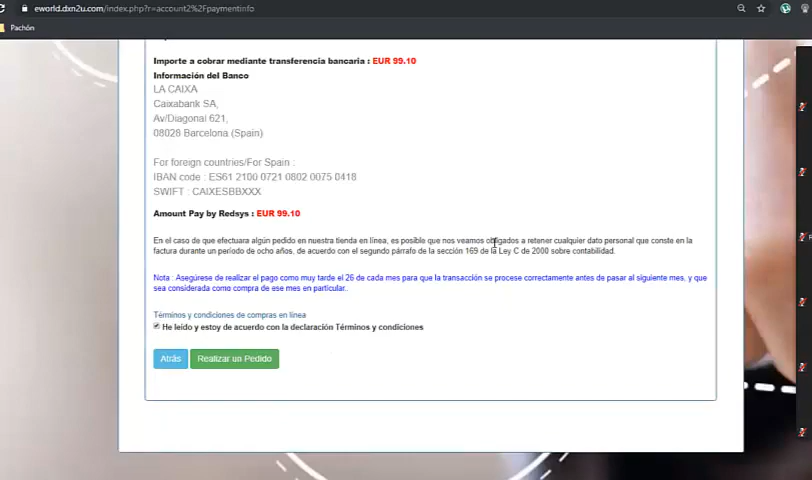 eworld.dxn2u.com/index.php?r=account2%2Fpaymentinfo
Pachón
Importe a cobrar mediante transferencia bancaria : EUR 99.10
Información del Banco
LA CAIXA
Caixabank SA,
Av/Diagonal 621,
08028 Barcelona (Spain)
For foreign countries/For Spain :
IBAN code : ES61 2100 0721 0802 0075 0418
SWIFT : CAIXESBBXXX
Amount Pay by Redsys : EUR 99.10
En el caso de que efectuara algún pedido en nuestra tienda en línea, es posible que nos veamos obligados a retener cualquier dato personal que conste en la
factura durante un período de ocho años, de acuerdo con el segundo párrafo de la sección 169 de la Ley C de 2000 sobre contabilidad.
Nota : Asegúrese de realizar el pago como muy tarde el 26 de cada mes para que la transacción se procese correctamente antes de pasar al siguiente mes, y que
sea considerada como compra de ese mes en particular..
Términos y condiciones de compras en línea
He leído y estoy de acuerdo con la declaración Términos y condiciones
Atrás Realizar un Pedido